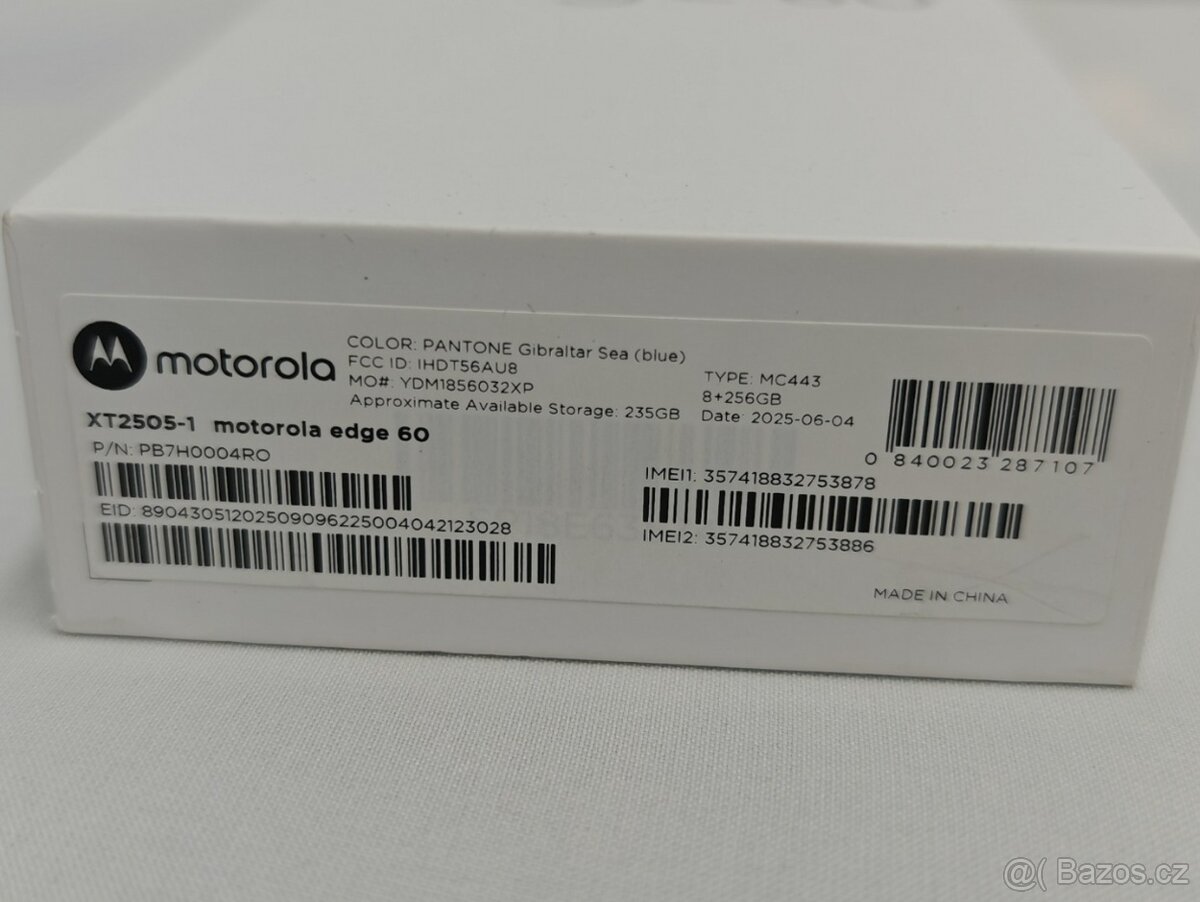 motorola
COLOR: PANTONE Gibraltar Sea (blue)
FCC ID: IHDT56AU8
MO#: YDM1856032XP
Approximate Available Storage: 235GB
TYPE: MC443
8+256GB
Date: 2025-06-04
0 840023 287107
XT2505-1 motorola edge 60
P/N: PB7H0004RO
EID: 89043051202509096225004042123028
IMEI1: 357418832753878
IMEI2: 357418832753886
MADE IN CHINA
@( Bazos.cz